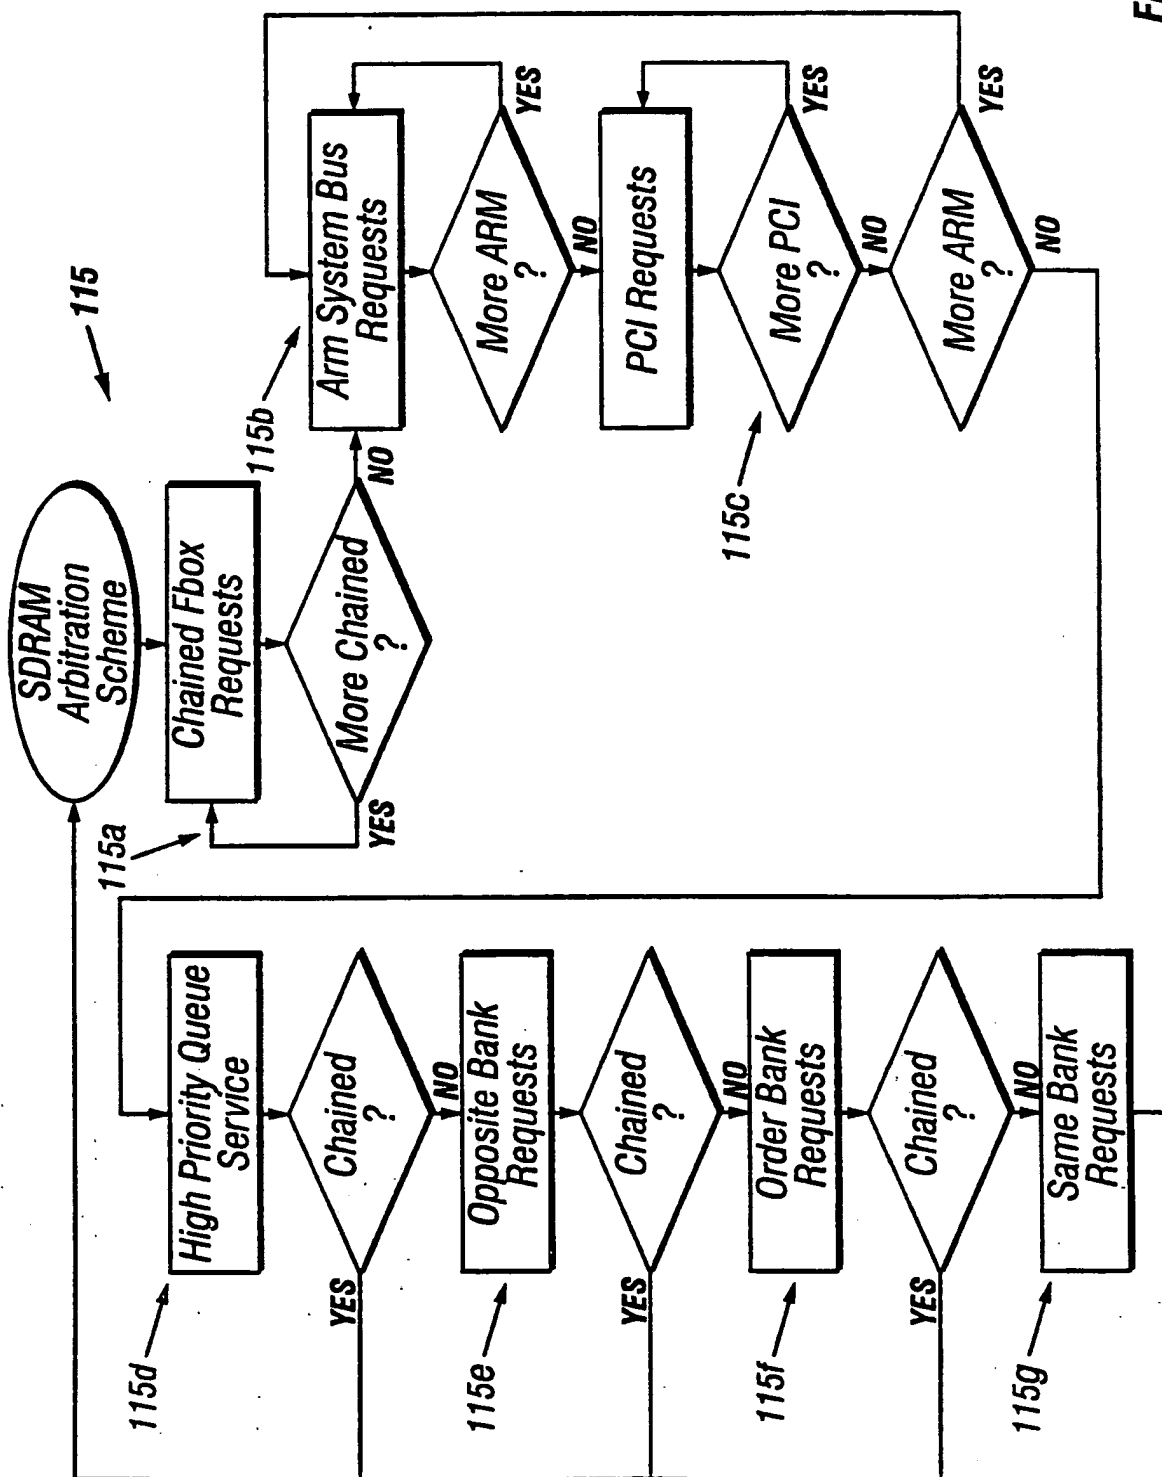 115
SDRAM
Arbitration
Scheme
115a
Chained Fbox
Requests
More Chained
?
YES
NO
115b
Arm System Bus
Requests
More ARM
?
YES
NO
PCI Requests
115c
More PCI
?
YES
NO
More ARM
?
YES
NO
115d
High Priority Queue
Service
Chained
?
YES
NO
115e
Opposite Bank
Requests
Chained
?
YES
NO
115f
Order Bank
Requests
Chained
?
YES
NO
115g
Same Bank
Requests